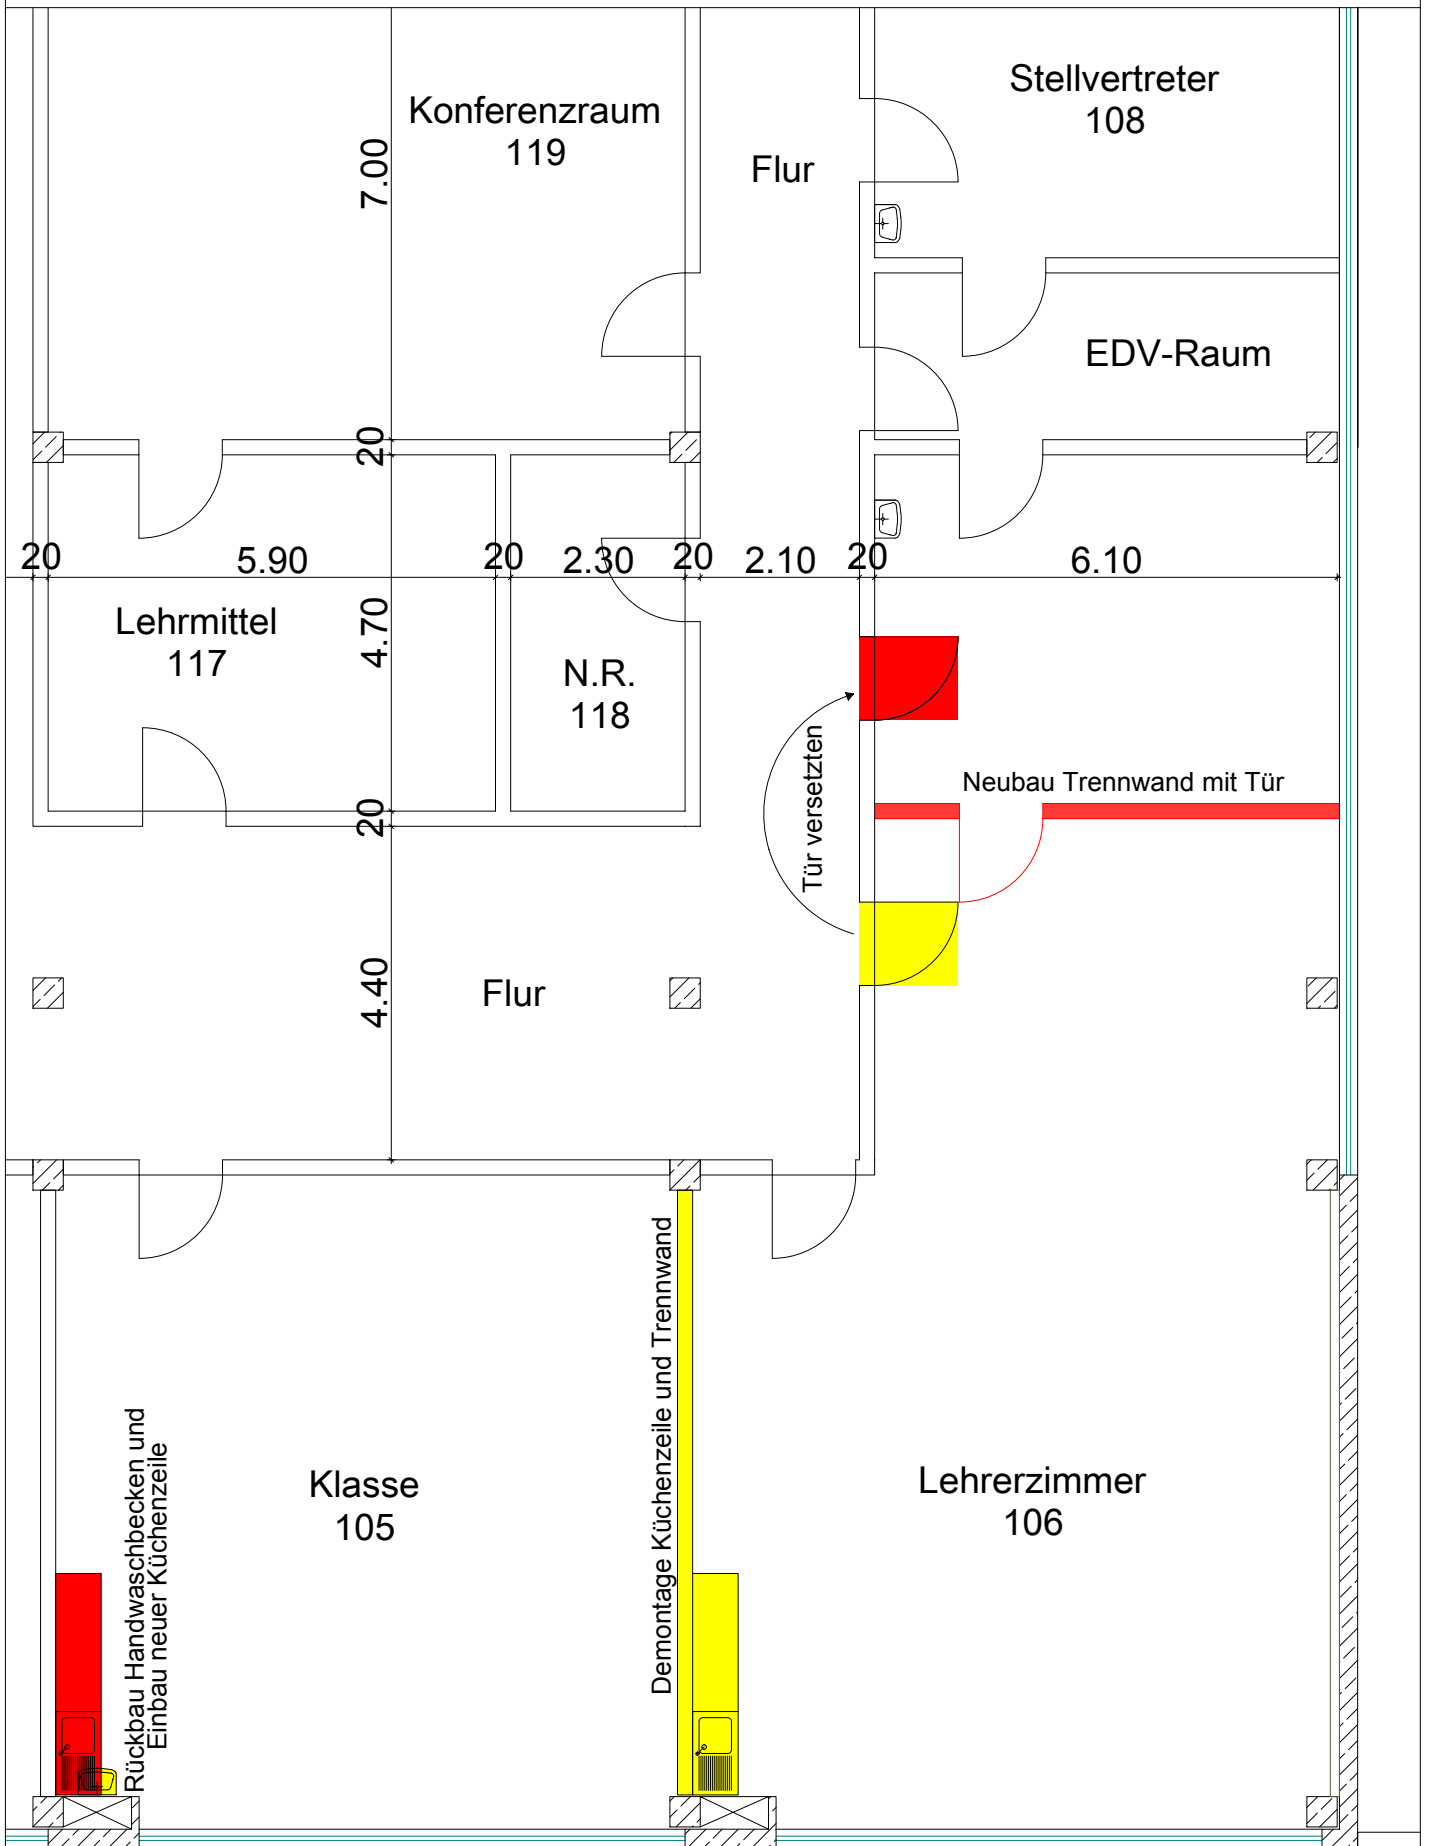 Stellvertreter
108
Konferenzraum
119
Flur
7.00
EDV-Raum
20
20
5.90
20
2.30
20
2.10
20
6.10
Lehrmittel
117
4.70
N.R.
118
Tür versetzten
Neubau Trennwand mit Tür
20
4.40
Flur
Demontage Küchenzeile und Trennwand
Rückbau Handwaschbecken und
Einbau neuer Küchenzeile
Klasse
105
Lehrerzimmer
106